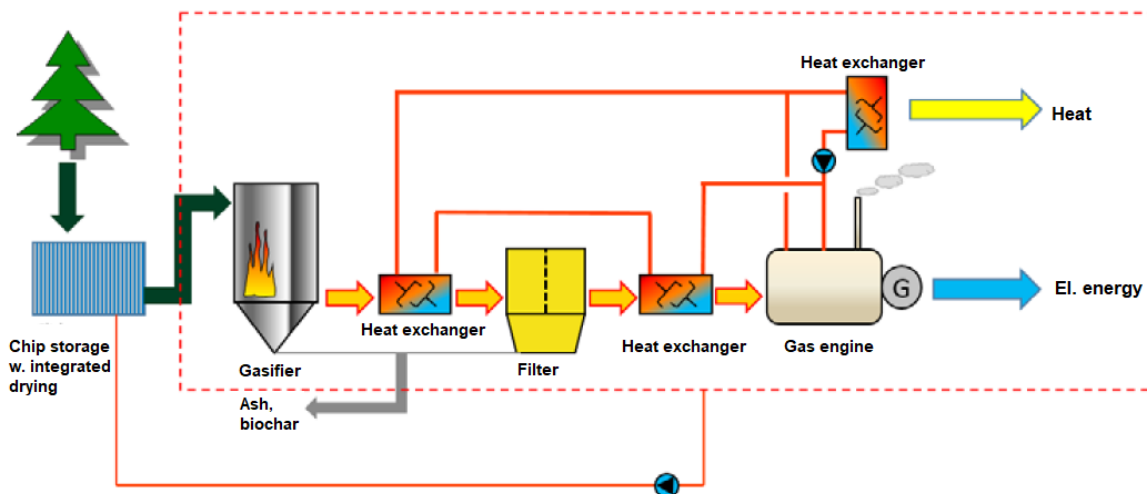 Heat exchanger
Heat
G
El. energy
Heat exchanger
Heat exchanger
Gas engine
Chip storage
w. integrated
drying
Gasifier
Filter
Ash,
biochar